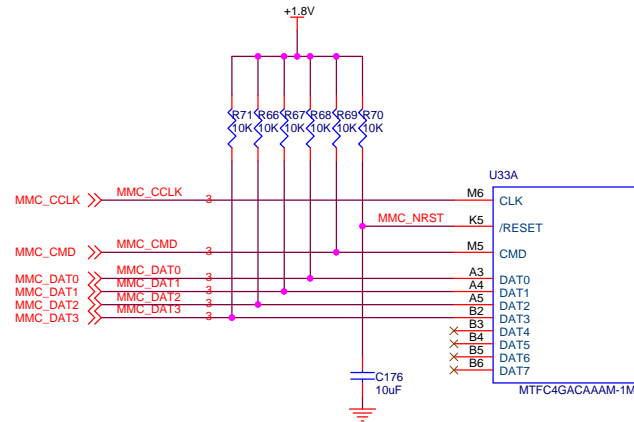 +1.8V
R71 R66 R67 R68 R69 R70
10K 10K 10K 10K 10K 10K
U33A
MMC_CCLK MMC_CCLK 3 M6 CLK
MMC_NRST K5 /RESET
MMC_CMD MMC_CMD 3 M5 CMD
MMC_DAT0 MMC_DAT0 3 A3 DAT0
MMC_DAT1 MMC_DAT1 3 A4 DAT1
MMC_DAT2 MMC_DAT2 3 A5 DAT2
MMC_DAT3 MMC_DAT3 3 B2 DAT3
B3 DAT4
B4 DAT5
B5 DAT6
B6 DAT7
C176
10uF
MTFC4GACAAAM-1M